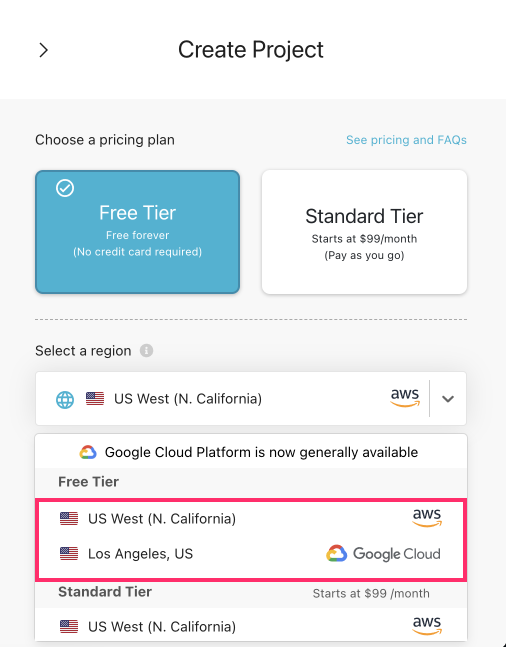 Create Project
Choose a pricing plan
See pricing and FAQs
Free Tier
Free forever
(No credit card required)
Standard Tier
Starts at $99/month
(Pay as you go)
Select a region
US West (N. California)
aws
Google Cloud Platform is now generally available
Free Tier
US West (N. California)
aws
Los Angeles, US
Google Cloud
Standard Tier
Starts at $99 /month
US West (N. California)
aws